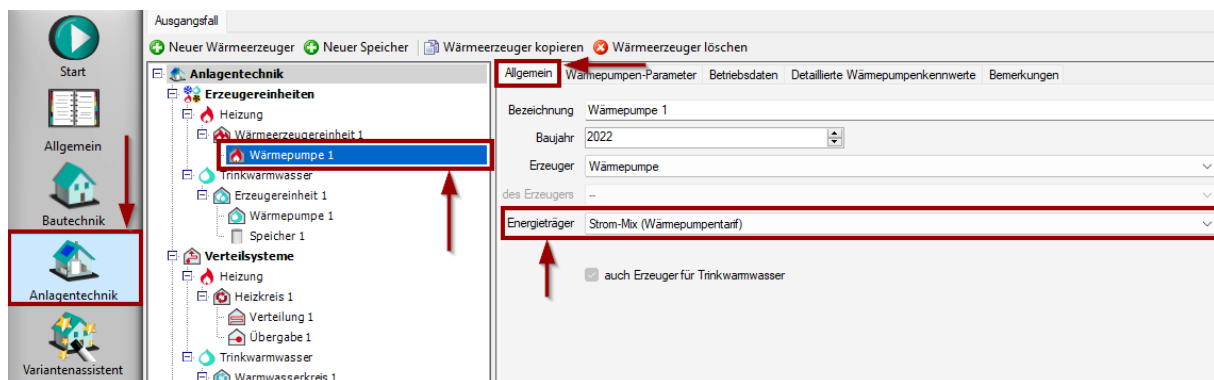 Ausgangsfall
Neuer Wärmeerzeuger Neuer Speicher Wärmeerzeuger kopieren Wärmeerzeuger löschen
Start
Allgemein
Bautechnik
Anlagentechnik
Variantenassistent
Anlagentechnik
Erzeugereinheiten
Heizung
Wärmeerzeugereinheit 1
Wärmepumpe 1
Trinkwarmwasser
Erzeugereinheit 1
Wärmepumpe 1
Speicher 1
Verteilsysteme
Heizung
Heizkreis 1
Verteilung 1
Übergabe 1
Trinkwarmwasser
Warmwasserkreis 1
Allgemein Wärmepumpen-Parameter Betriebsdaten Detaillierte Wärmepumpenkennwerte Bemerkungen
Bezeichnung Wärmepumpe 1
Baujahr 2022
Erzeuger Wärmepumpe
des Erzeugers --
Energieträger Strom-Mix (Wärmepumpentarif)
auch Erzeuger für Trinkwarmwasser